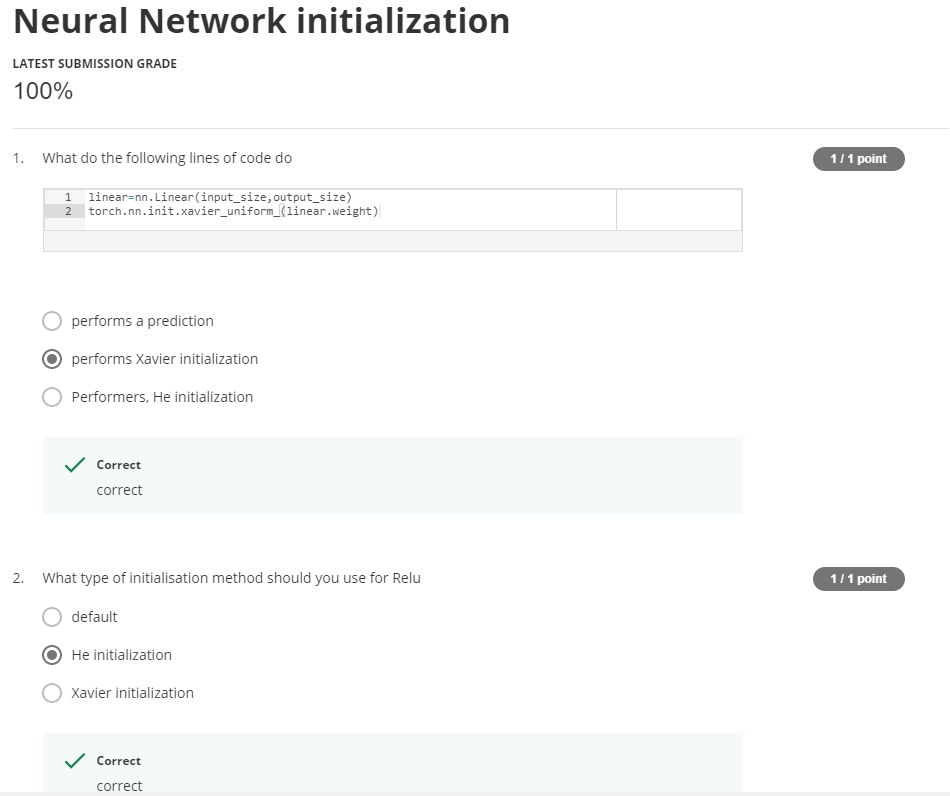 Neural Network initialization
LATEST SUBMISSION GRADE
100%
1. What do the following lines of code do
1 / 1 point
1 linear=nn.Linear(input_size,output_size)
2 torch.nn.init.xavier_uniform_(linear.weight)
performs a prediction
performs Xavier initialization
Performers, He initialization
Correct
correct
2. What type of initialisation method should you use for Relu
1 / 1 point
default
He initialization
Xavier initialization
Correct
correct